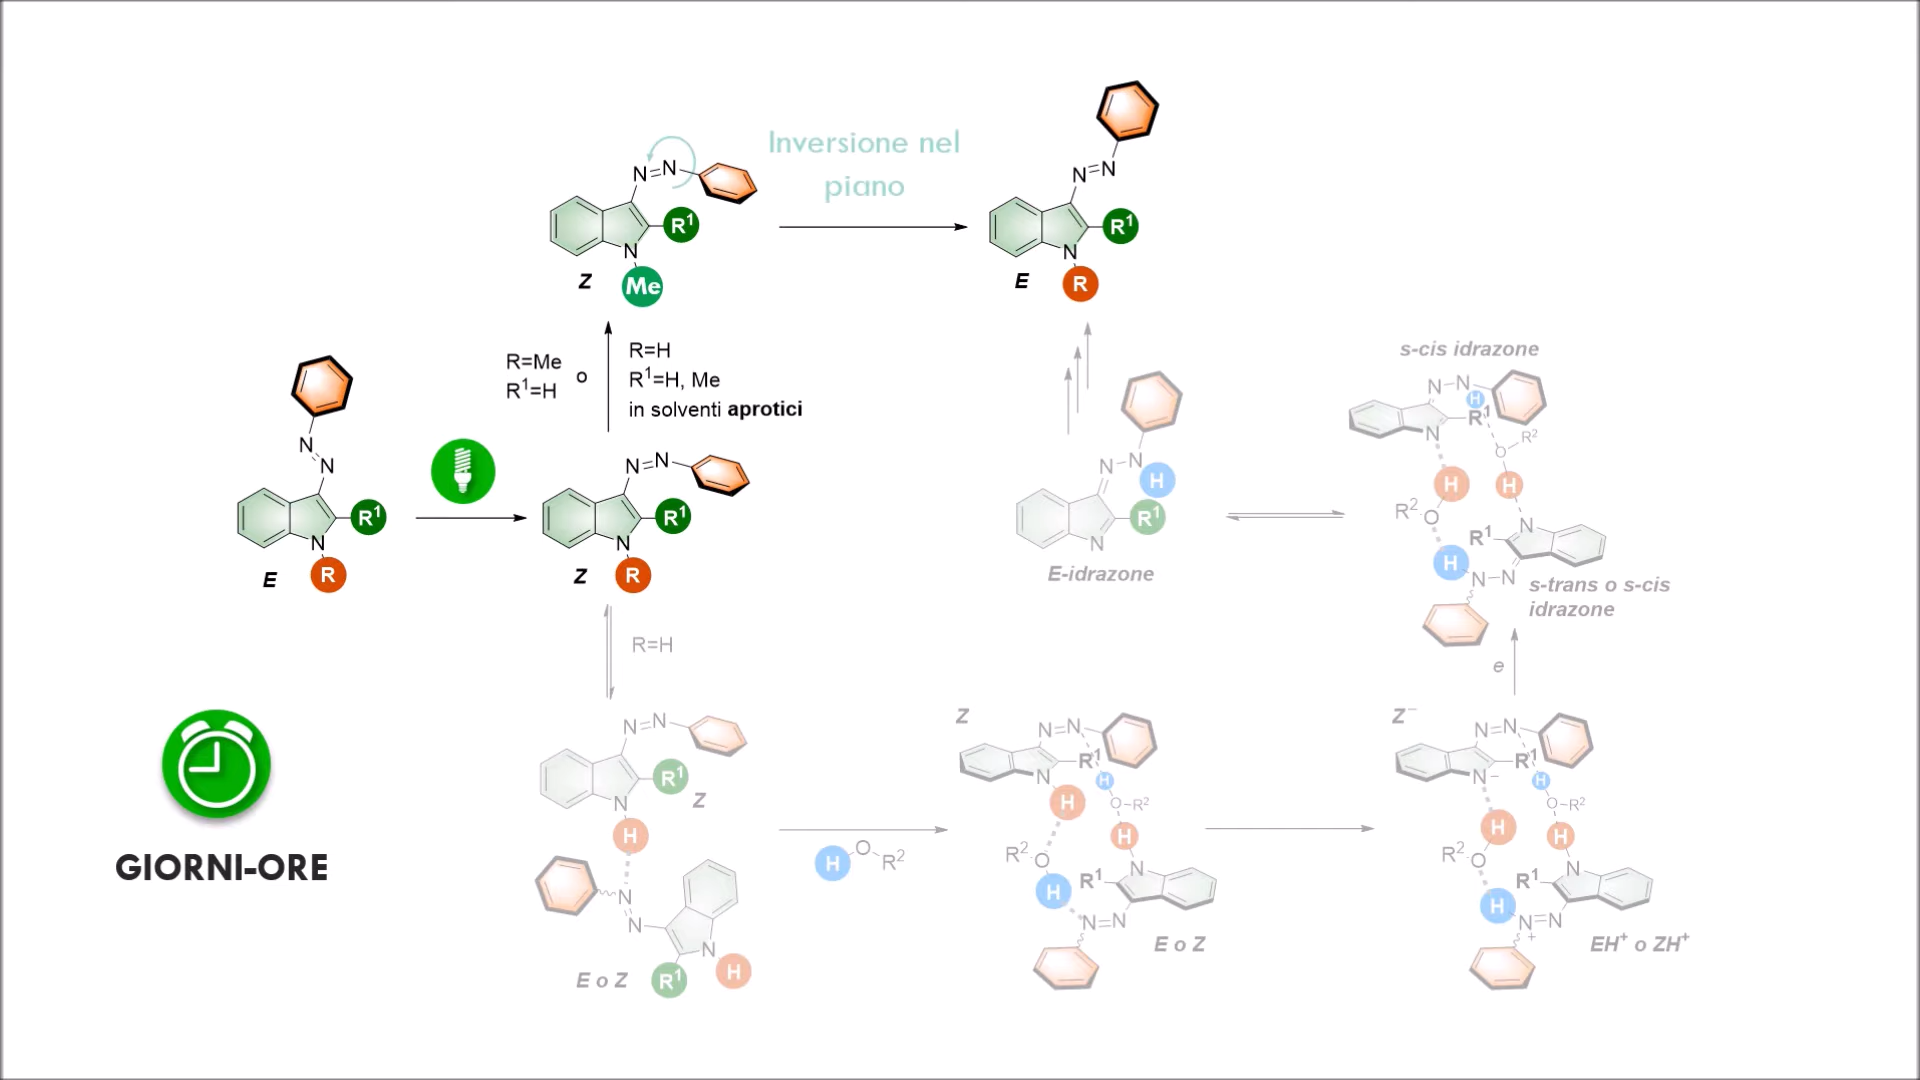 Inversione nel
piano
N=N
R¹
N
Me
Z
N=N
R¹
N
R
E
R=Me
R¹=H
o
R=H
R¹=H, Me
in solventi aprotici
N
N
R¹
N
R
E
N=N
R¹
N
R
Z
N
N
H
R¹
N
E-idrazone
s-cis idrazone
N
N
H
R¹
N
O
R²
H
H
R²
O
R¹
N
H
N
N
s-trans o s-cis
idrazone
e
R=H
N=N
R¹
Z
N
H
N
N
N
R¹
H
E o Z
H
O
R²
Z
N=N
R¹
N
H
H
O
R²
H
R²
O
R¹
N
H
N=N
E o Z
Z⁻
N=N
R¹
N⁻
H
O
R²
H
H
R²
O
R¹
N
H
N=N
+
EH⁺ o ZH⁺
GIORNI-ORE